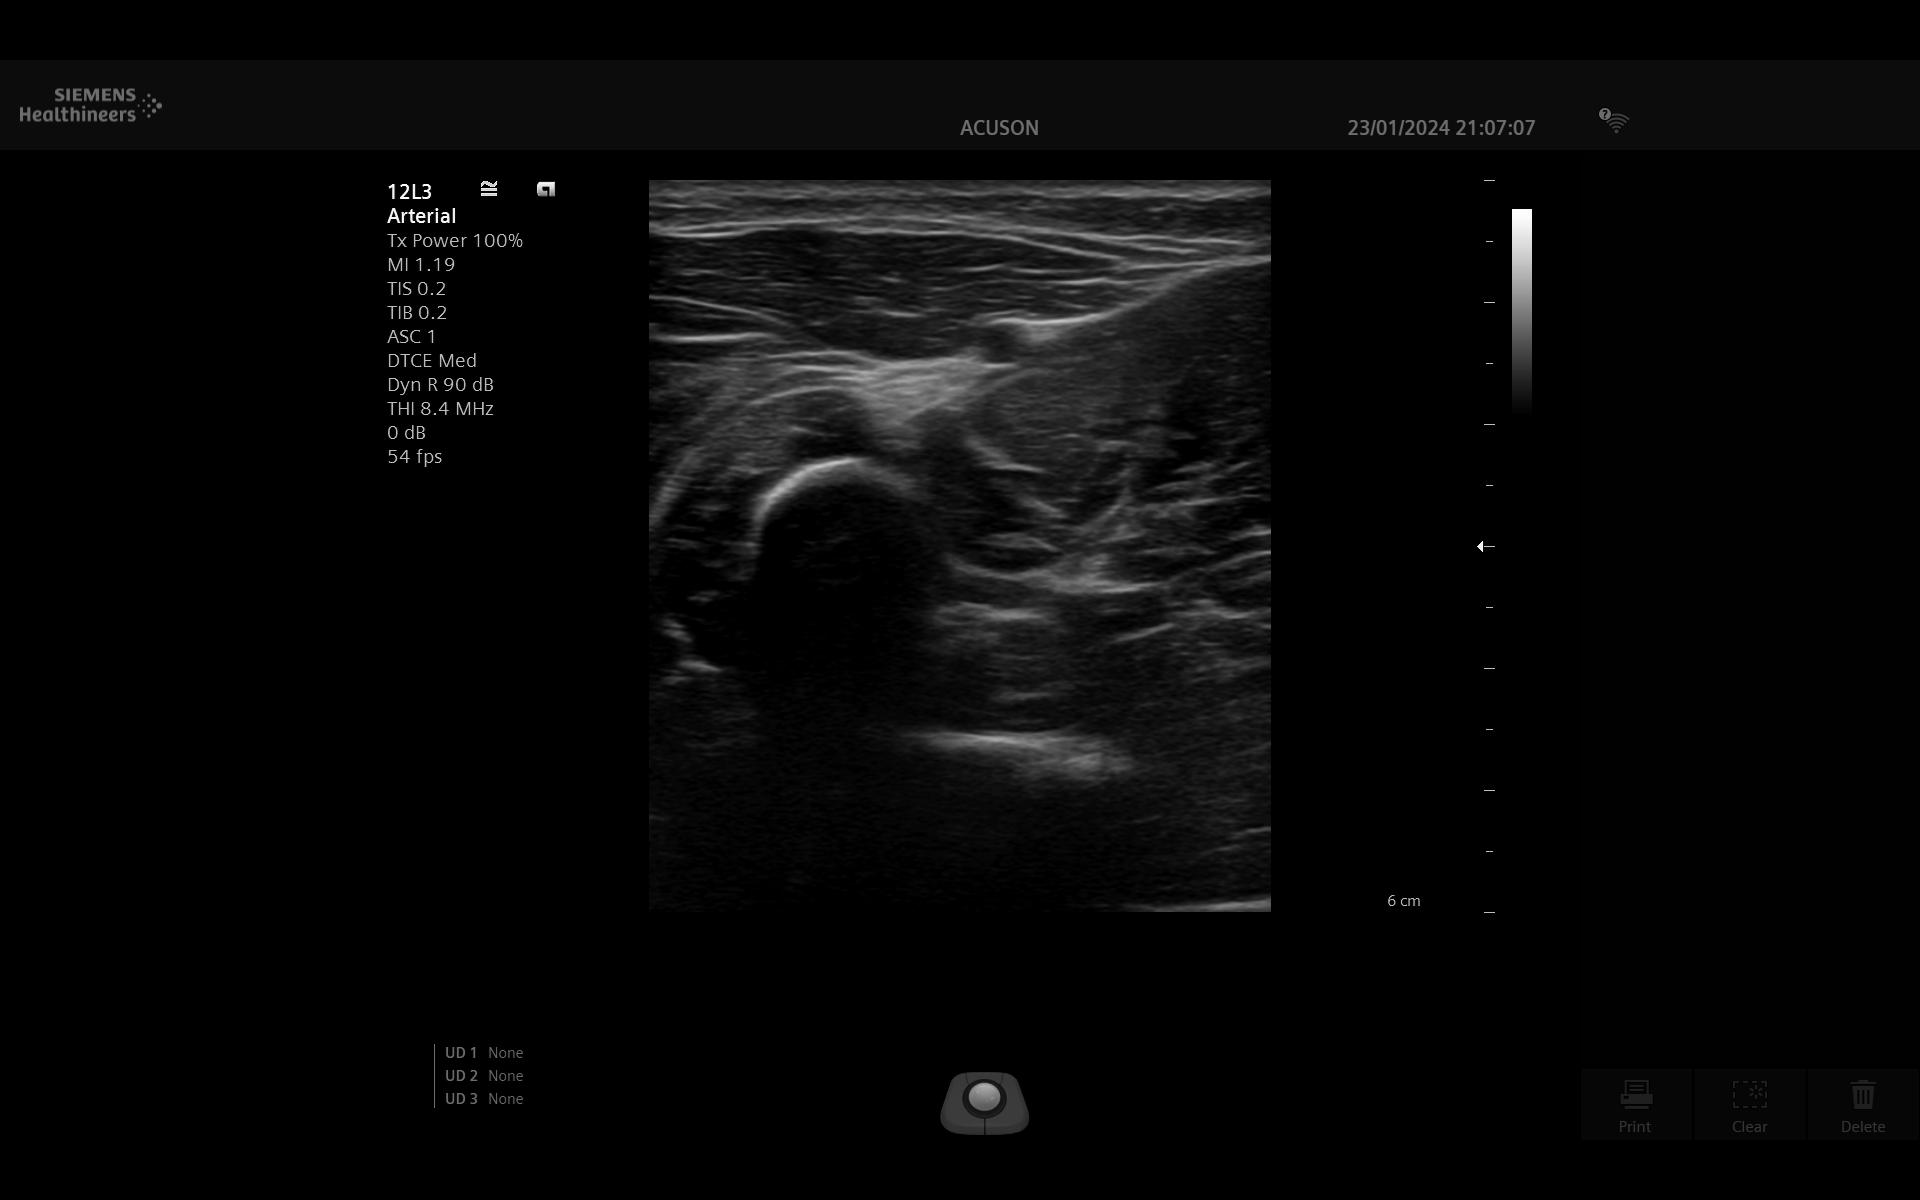 SIEMENS
Healthineers
ACUSON
23/01/2024 21:07:07
?
12L3
Arterial
Tx Power 100%
MI 1.19
TIS 0.2
TIB 0.2
ASC 1
DTCE Med
Dyn R 90 dB
THI 8.4 MHz
0 dB
54 fps
6 cm
UD 1 None
UD 2 None
UD 3 None
Print
Clear
Delete